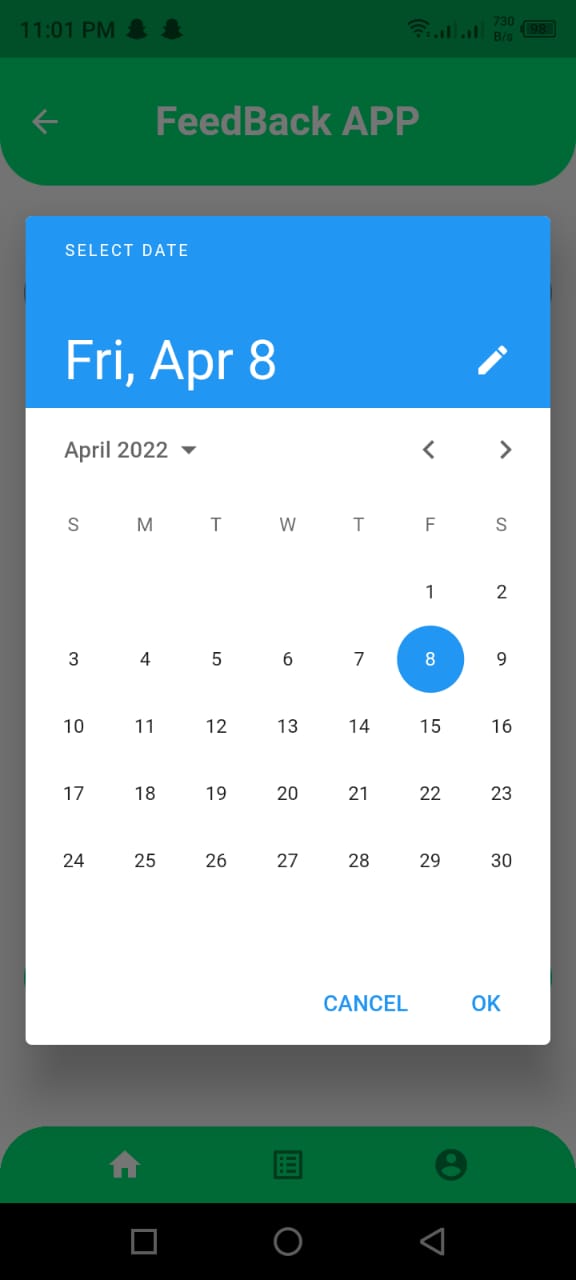 11:01 PM 730 B/s 98
FeedBack APP
SELECT DATE
Fri, Apr 8
April 2022
S M T W T F S
1 2
3 4 5 6 7 8 9
10 11 12 13 14 15 16
17 18 19 20 21 22 23
24 25 26 27 28 29 30
CANCEL OK